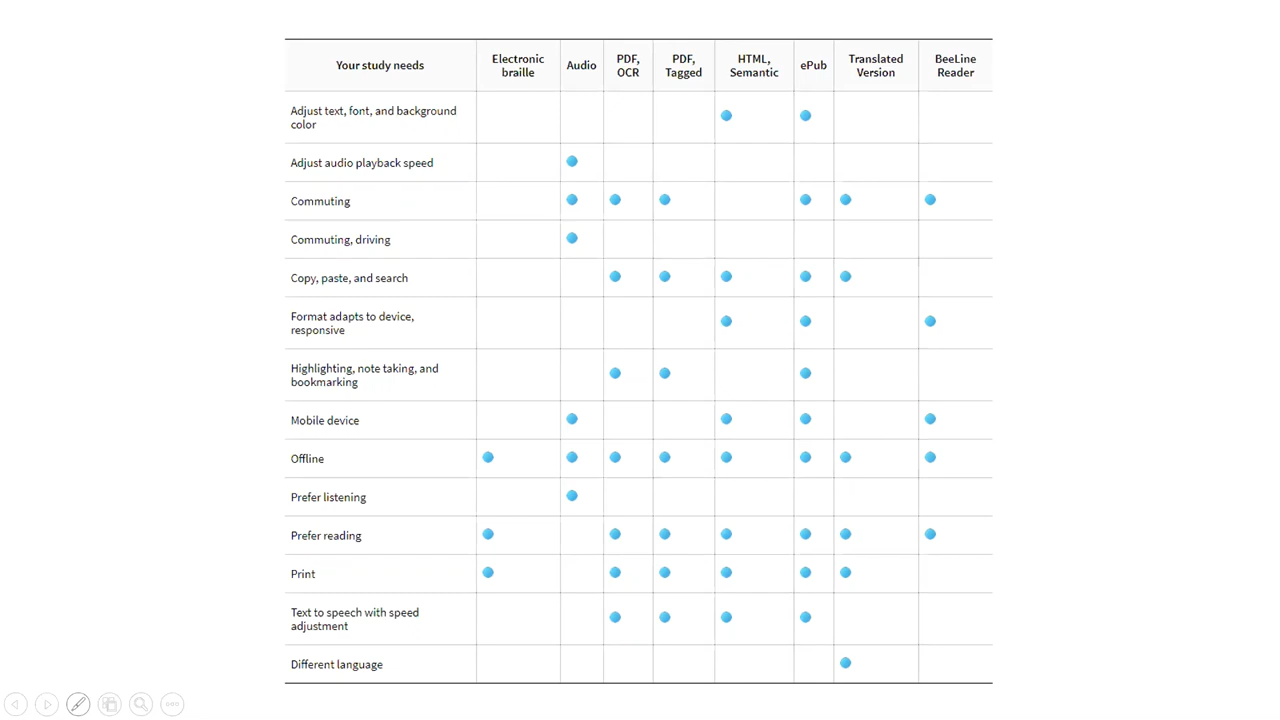 Your study needs
Electronic
braille
Audio
PDF,
OCR
PDF,
Tagged
HTML,
Semantic
ePub
Translated
Version
BeeLine
Reader
Adjust text, font, and background
color
Adjust audio playback speed
Commuting
Commuting, driving
Copy, paste, and search
Format adapts to device,
responsive
Highlighting, note taking, and
bookmarking
Mobile device
Offline
Prefer listening
Prefer reading
Print
Text to speech with speed
adjustment
Different language